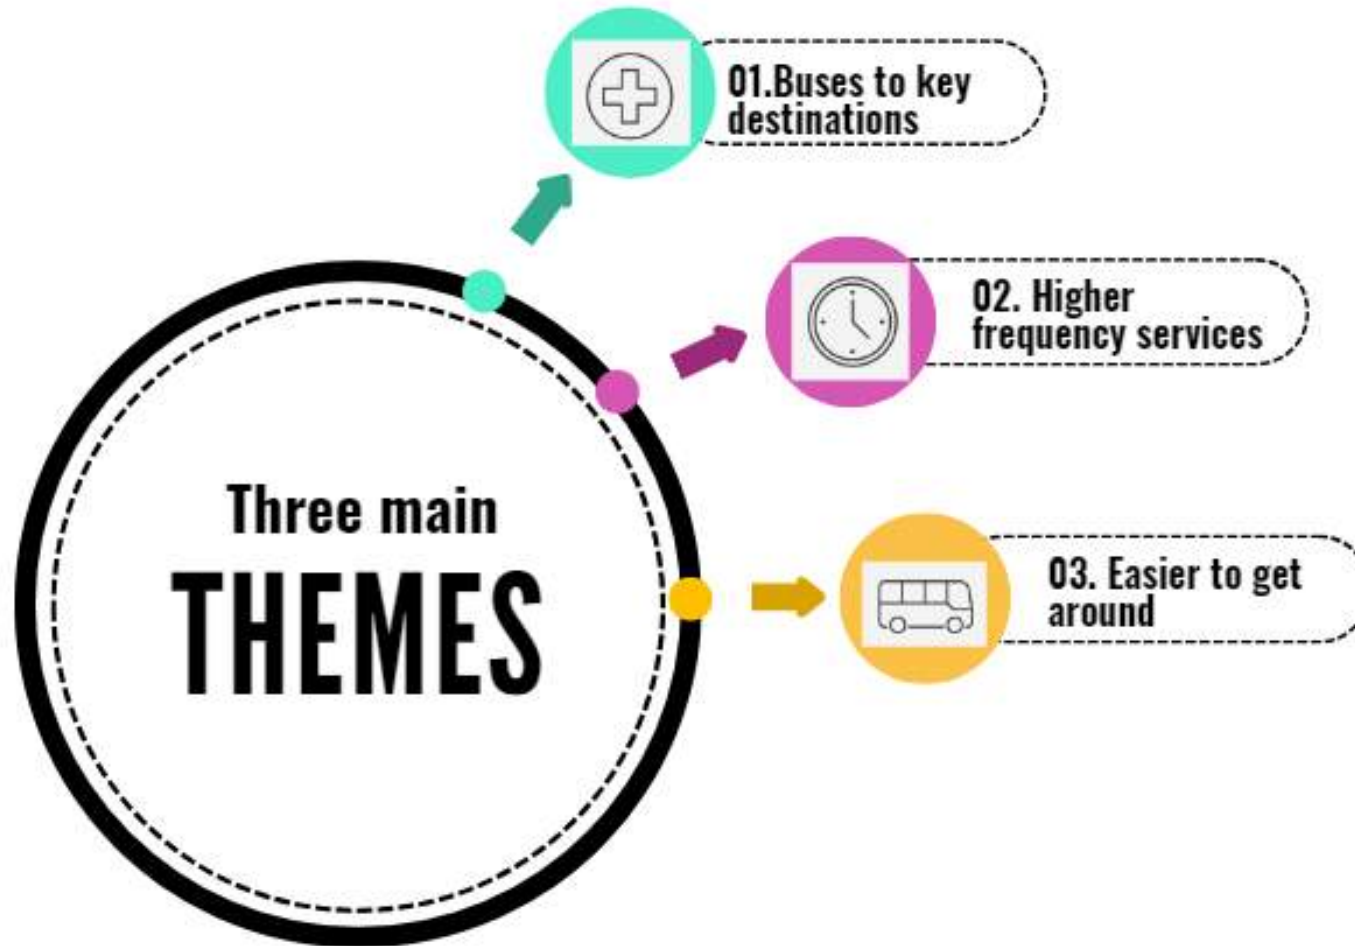 01.Buses to key
destinations
02. Higher
frequency services
Three main
THEMES
03. Easier to get
around